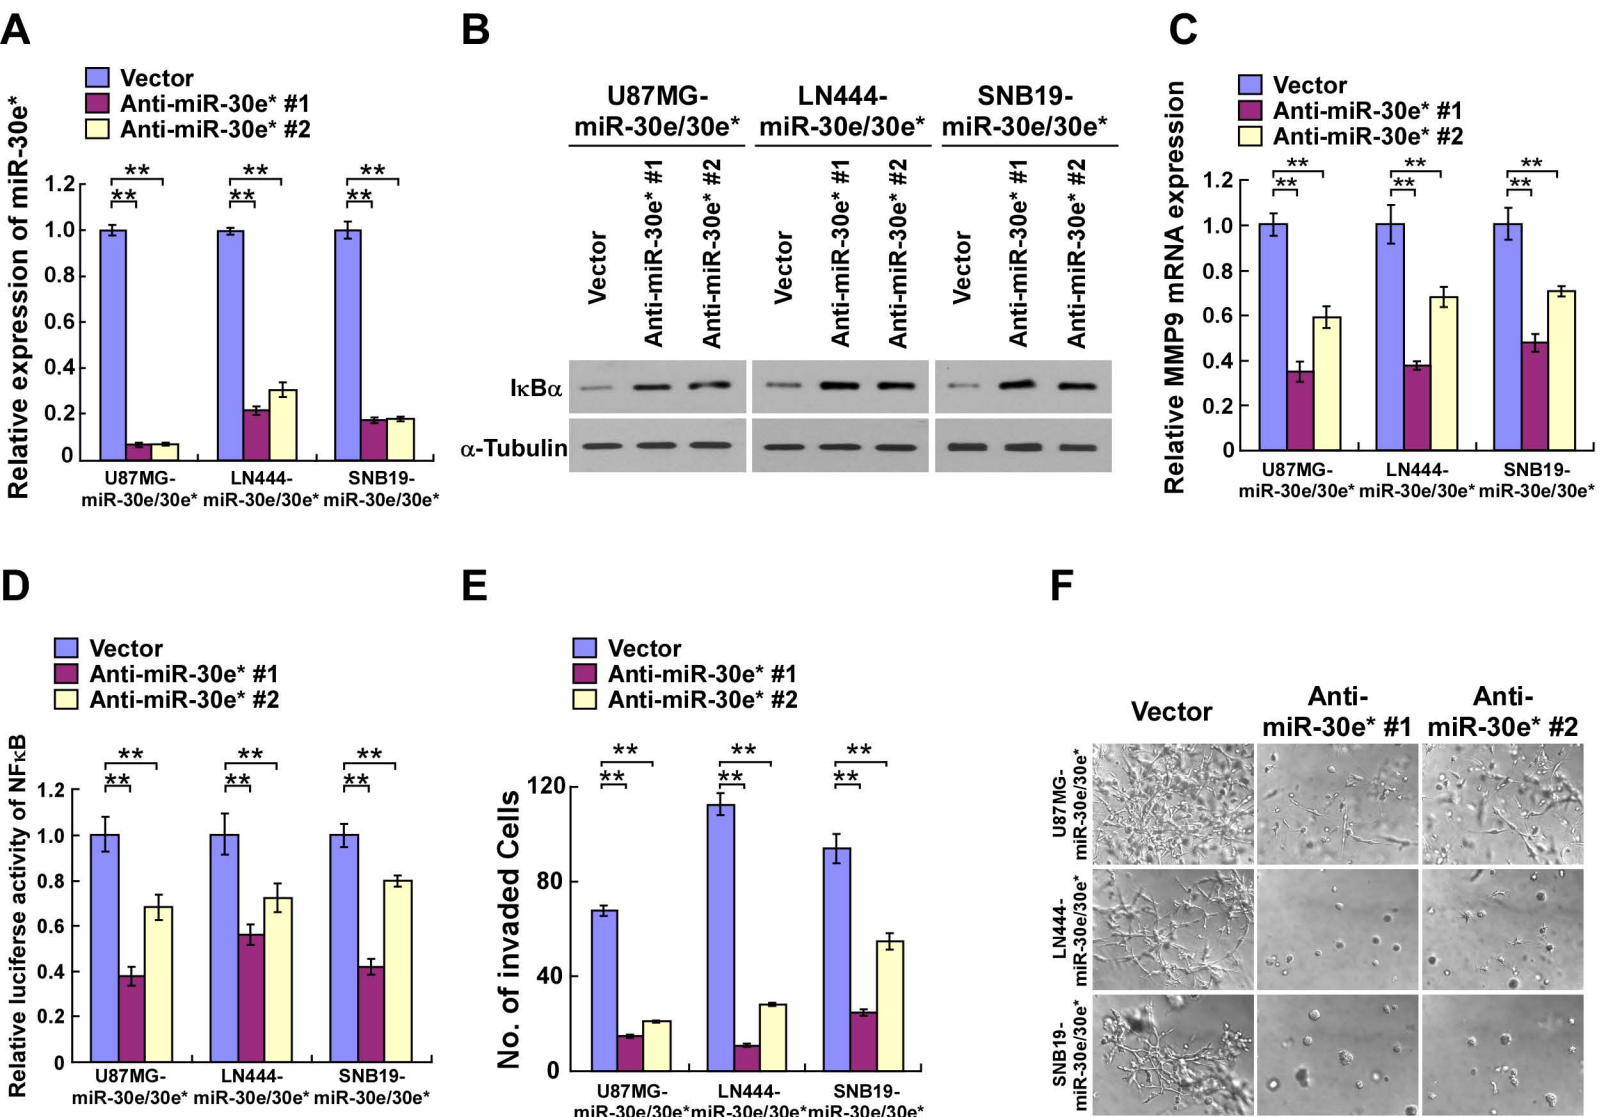 A
Vector
Anti-miR-30e* #1
Anti-miR-30e* #2
Relative expression of miR-30e*
** ** **
** ** **
1.2
1.0
0.8
0.6
0.4
0.2
0
U87MG-
miR-30e/30e*
LN444-
miR-30e/30e*
SNB19-
miR-30e/30e*
B
U87MG-
miR-30e/30e*
LN444-
miR-30e/30e*
SNB19-
miR-30e/30e*
Vector
Anti-miR-30e* #1
Anti-miR-30e* #2
Vector
Anti-miR-30e* #1
Anti-miR-30e* #2
Vector
Anti-miR-30e* #1
Anti-miR-30e* #2
IκBα
α-Tubulin
C
Vector
Anti-miR-30e* #1
Anti-miR-30e* #2
Relative MMP9 mRNA expression
** ** **
** ** **
1.2
1.0
0.8
0.6
0.4
0.2
0
U87MG-
miR-30e/30e*
LN444-
miR-30e/30e*
SNB19-
miR-30e/30e*
D
Vector
Anti-miR-30e* #1
Anti-miR-30e* #2
Relative luciferse activity of NFκB
** ** **
** ** **
1.2
1.0
0.8
0.6
0.4
0.2
0
U87MG-
miR-30e/30e*
LN444-
miR-30e/30e*
SNB19-
miR-30e/30e*
E
Vector
Anti-miR-30e* #1
Anti-miR-30e* #2
No. of invaded Cells
** ** **
** ** **
120
80
40
0
U87MG-
miR-30e/30e*
LN444-
miR-30e/30e*
SNB19-
miR-30e/30e*
F
Vector
Anti-
miR-30e* #1
Anti-
miR-30e* #2
U87MG-
miR-30e/30e*
LN444-
miR-30e/30e*
SNB19-
miR-30e/30e*